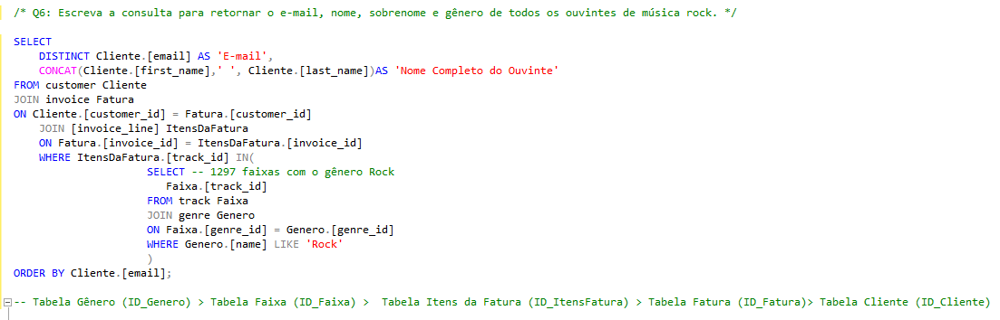 /* Q6: Escreva a consulta para retornar o e-mail, nome, sobrenome e gênero de todos os ouvintes de música rock. */
SELECT
DISTINCT Cliente.[email] AS 'E-mail',
CONCAT(Cliente.[first_name],' ', Cliente.[last_name])AS 'Nome Completo do Ouvinte'
FROM customer Cliente
JOIN invoice Fatura
ON Cliente.[customer_id] = Fatura.[customer_id]
JOIN [invoice_line] ItensDaFatura
ON Fatura.[invoice_id] = ItensDaFatura.[invoice_id]
WHERE ItensDaFatura.[track_id] IN(
SELECT -- 1297 faixas com o gênero Rock
Faixa.[track_id]
FROM track Faixa
JOIN genre Genero
ON Faixa.[genre_id] = Genero.[genre_id]
WHERE Genero.[name] LIKE 'Rock'
)
ORDER BY Cliente.[email];
-- Tabela Gênero (ID_Genero) > Tabela Faixa (ID_Faixa) >  Tabela Itens da Fatura (ID_ItensFatura) > Tabela Fatura (ID_Fatura)> Tabela Cliente (ID_Cliente)